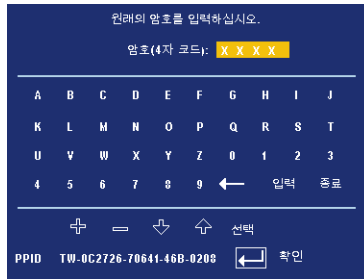 원래의 암호를 입력하십시오.
암호(4자 코드): X X X X
A B C D E F G H I J
K L M N O P Q R S T
U V W X Y Z 0 1 2 3
4 5 6 7 8 9 ← 입력 종료
선택
PPID TW-0C2726-70641-46B-0208 확인